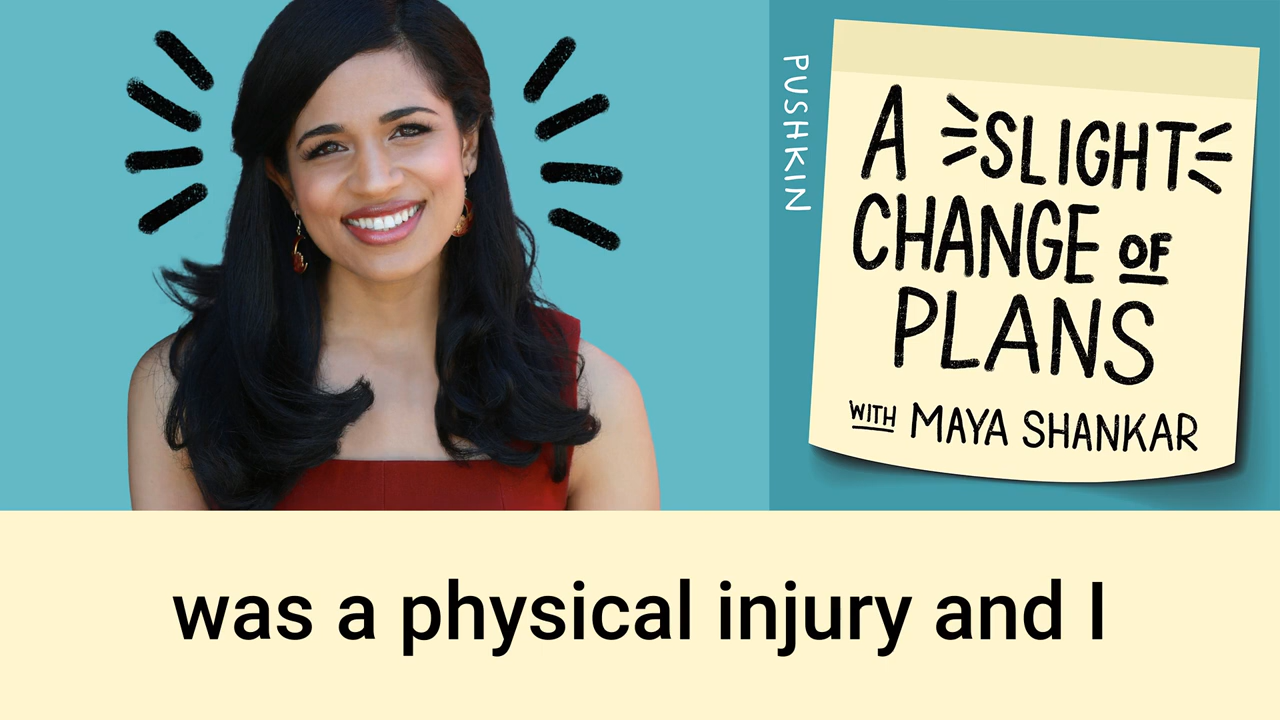 PUSHKIN
A SLIGHT
CHANGE OF
PLANS
WITH MAYA SHANKAR
was a physical injury and I